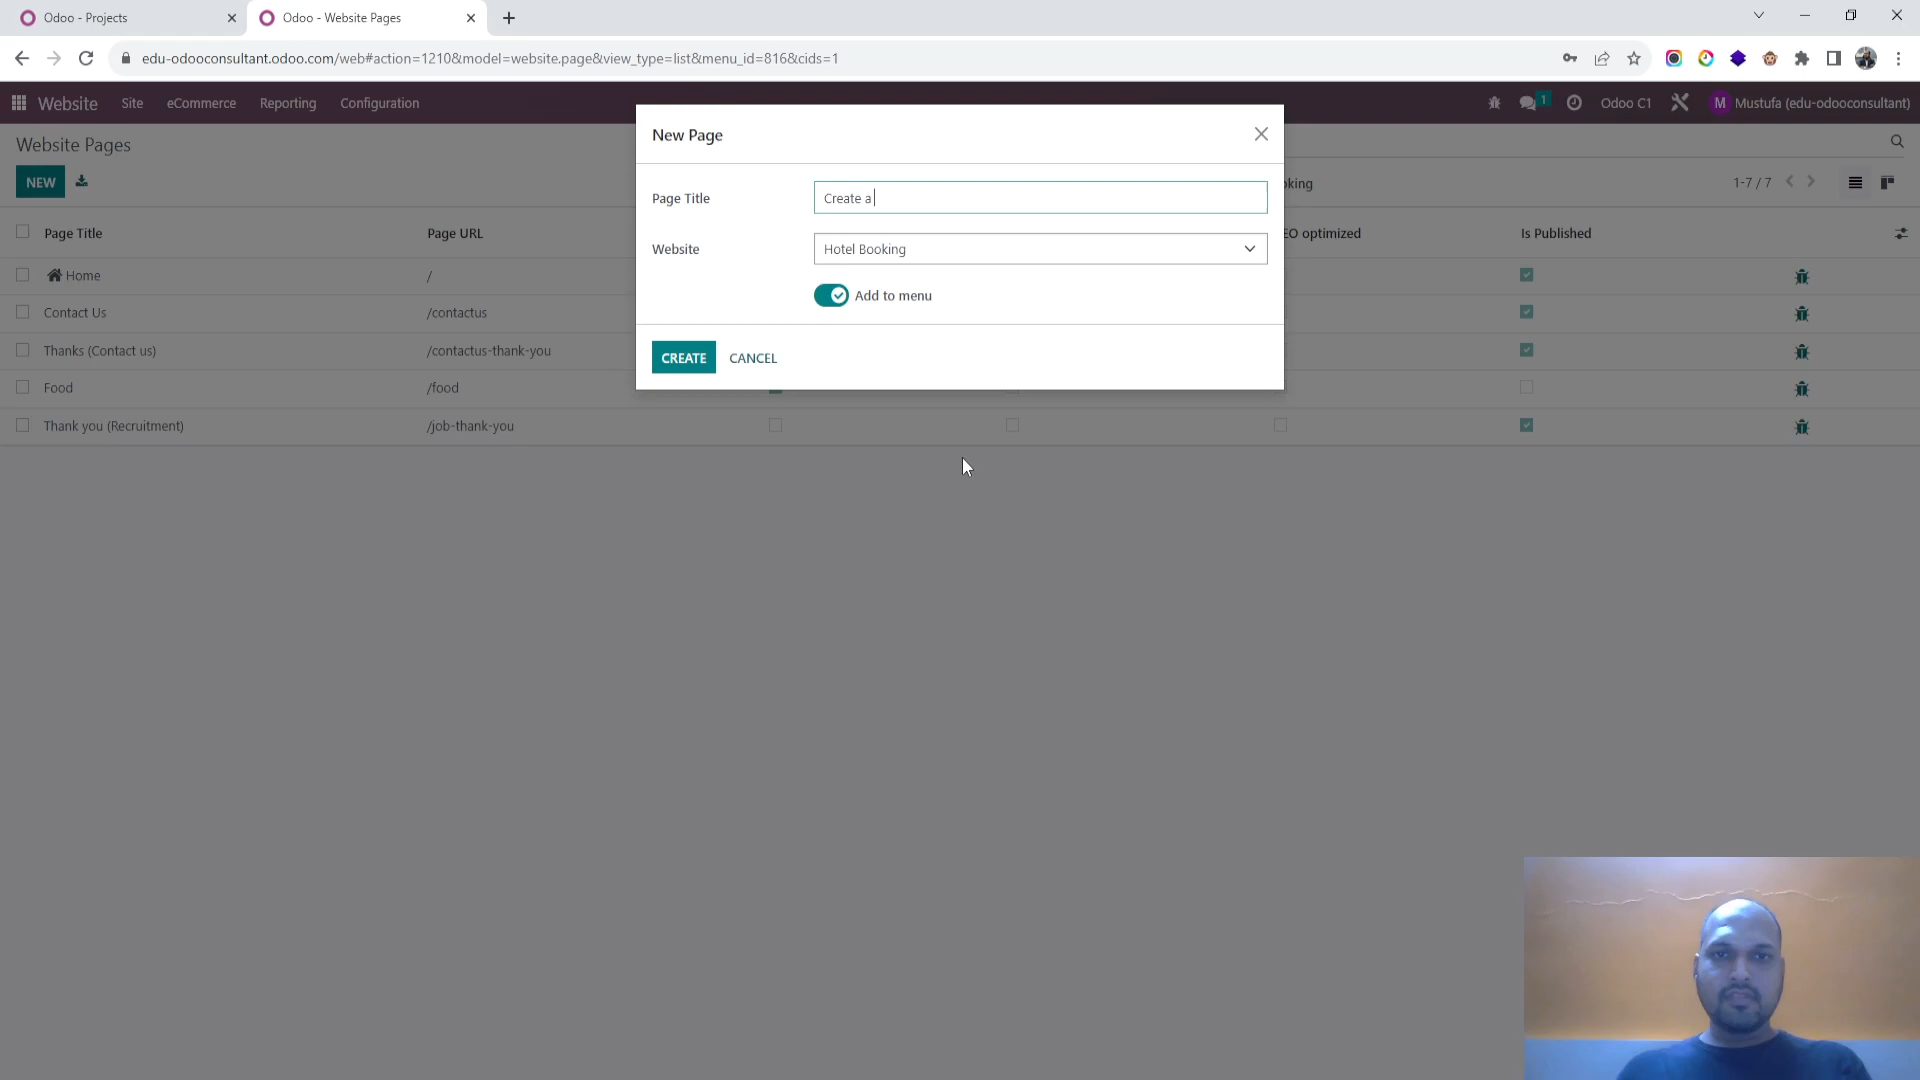 Odoo - Projects
Odoo - Website Pages
edu-odooconsultant.odoo.com/web#action=1210&model=website.page&view_type=list&menu_id=816&cids=1
Website Site eCommerce Reporting Configuration
1 Odoo C1 M Mustufa (edu-odooconsultant)
Website Pages
NEW
king
1-7 / 7
New Page
Page Title Create a
Website Hotel Booking
Add to menu
CREATE CANCEL
Page Title Page URL EO optimized Is Published
Home /
Contact Us /contactus
Thanks (Contact us) /contactus-thank-you
Food /food
Thank you (Recruitment) /job-thank-you